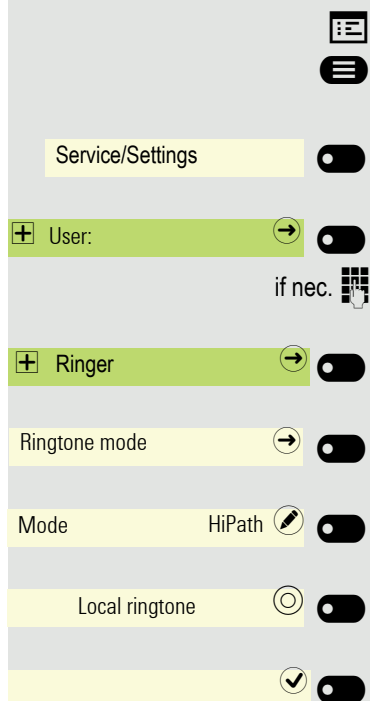 Service/Settings
User:
if nec.
Ringer
Ringtone mode
Mode HiPath
Local ringtone